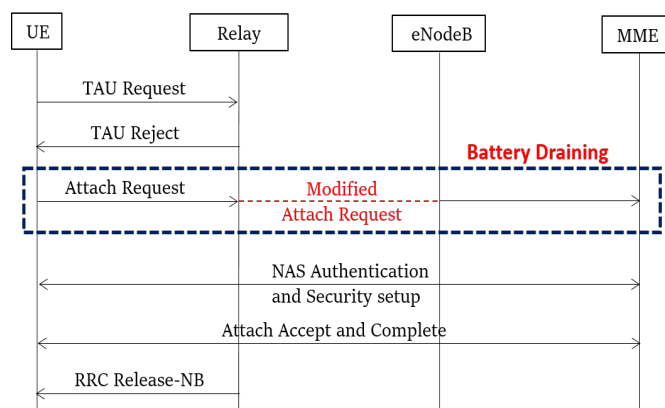 UE
Relay
eNodeB
MME
TAU Request
TAU Reject
Battery Draining
Attach Request
Modified
Attach Request
NAS Authentication
and Security setup
Attach Accept and Complete
RRC Release-NB